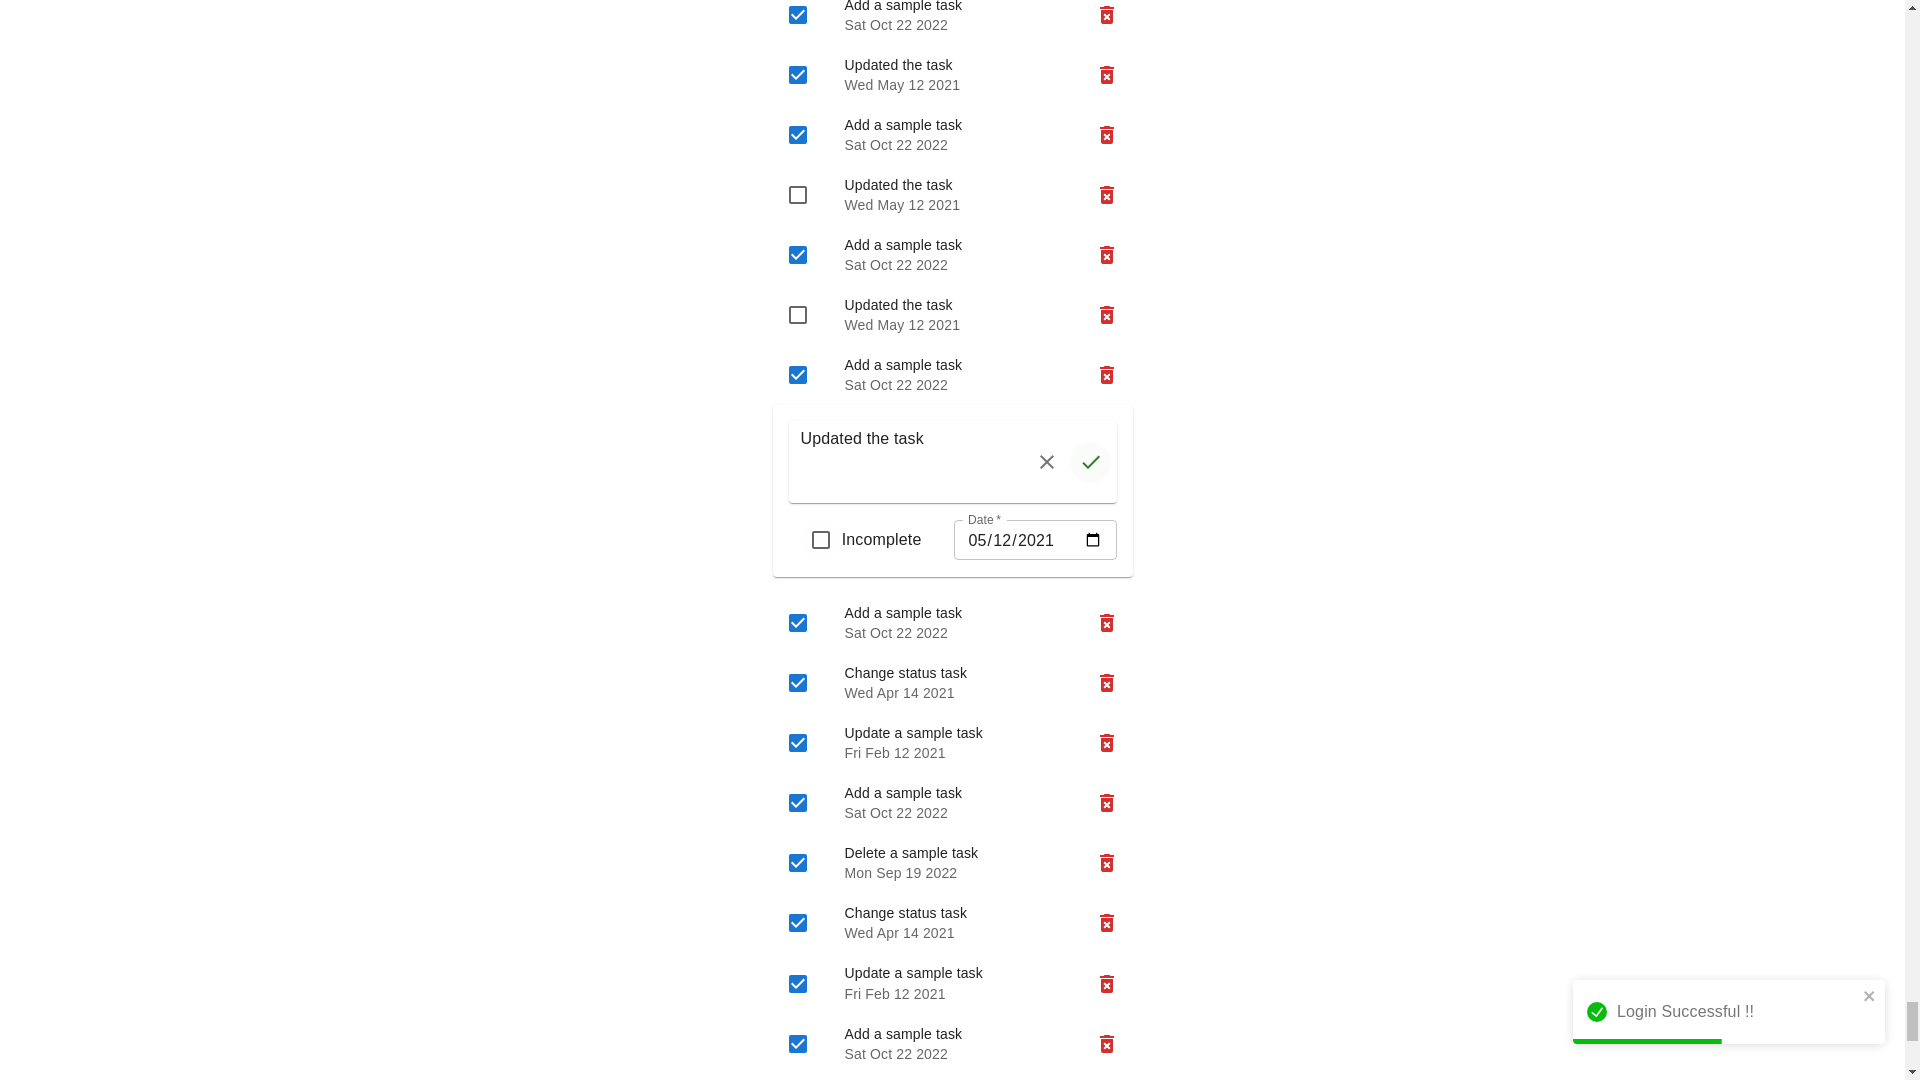 Add a sample task
Sat Oct 22 2022
Updated the task
Wed May 12 2021
Add a sample task
Sat Oct 22 2022
Updated the task
Wed May 12 2021
Add a sample task
Sat Oct 22 2022
Updated the task
Wed May 12 2021
Add a sample task
Sat Oct 22 2022
Updated the task
Date *
Incomplete
05/12/2021
Add a sample task
Sat Oct 22 2022
Change status task
Wed Apr 14 2021
Update a sample task
Fri Feb 12 2021
Add a sample task
Sat Oct 22 2022
Delete a sample task
Mon Sep 19 2022
Change status task
Wed Apr 14 2021
Update a sample task
Fri Feb 12 2021
Login Successful !!
Add a sample task
Sat Oct 22 2022